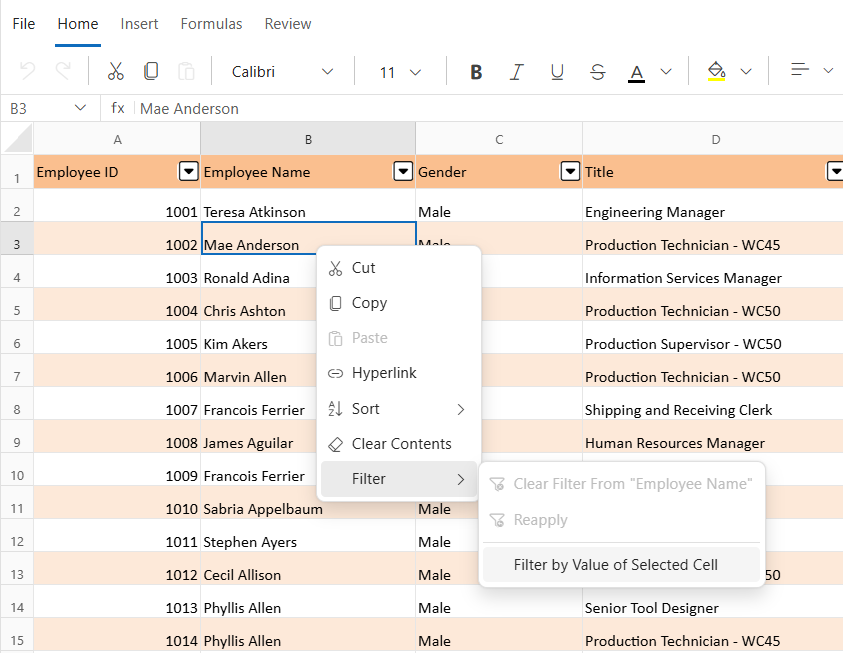 File Home Insert Formulas Review
Calibri 11 B I U S A
B3 fx Mae Anderson
A B C D
1 Employee ID Employee Name Gender Title
2 1001 Teresa Atkinson Male Engineering Manager
3 1002 Mae Anderson Male Production Technician - WC45
Cut
4 1003 Ronald Adina Information Services Manager
Copy
5 1004 Chris Ashton Production Technician - WC50
Paste
6 1005 Kim Akers Production Supervisor - WC50
Hyperlink
7 1006 Marvin Allen Production Technician - WC50
Sort
8 1007 Francois Ferrier Shipping and Receiving Clerk
Clear Contents
9 1008 James Aguilar Human Resources Manager
Filter
10 1009 Francois Ferrier
Clear Filter From "Employee Name"
11 1010 Sabria Appelbaum Male
Reapply
12 1011 Stephen Ayers Male
Filter by Value of Selected Cell
13 1012 Cecil Allison Male 50
14 1013 Phyllis Allen Male Senior Tool Designer
15 1014 Phyllis Allen Male Production Technician - WC45